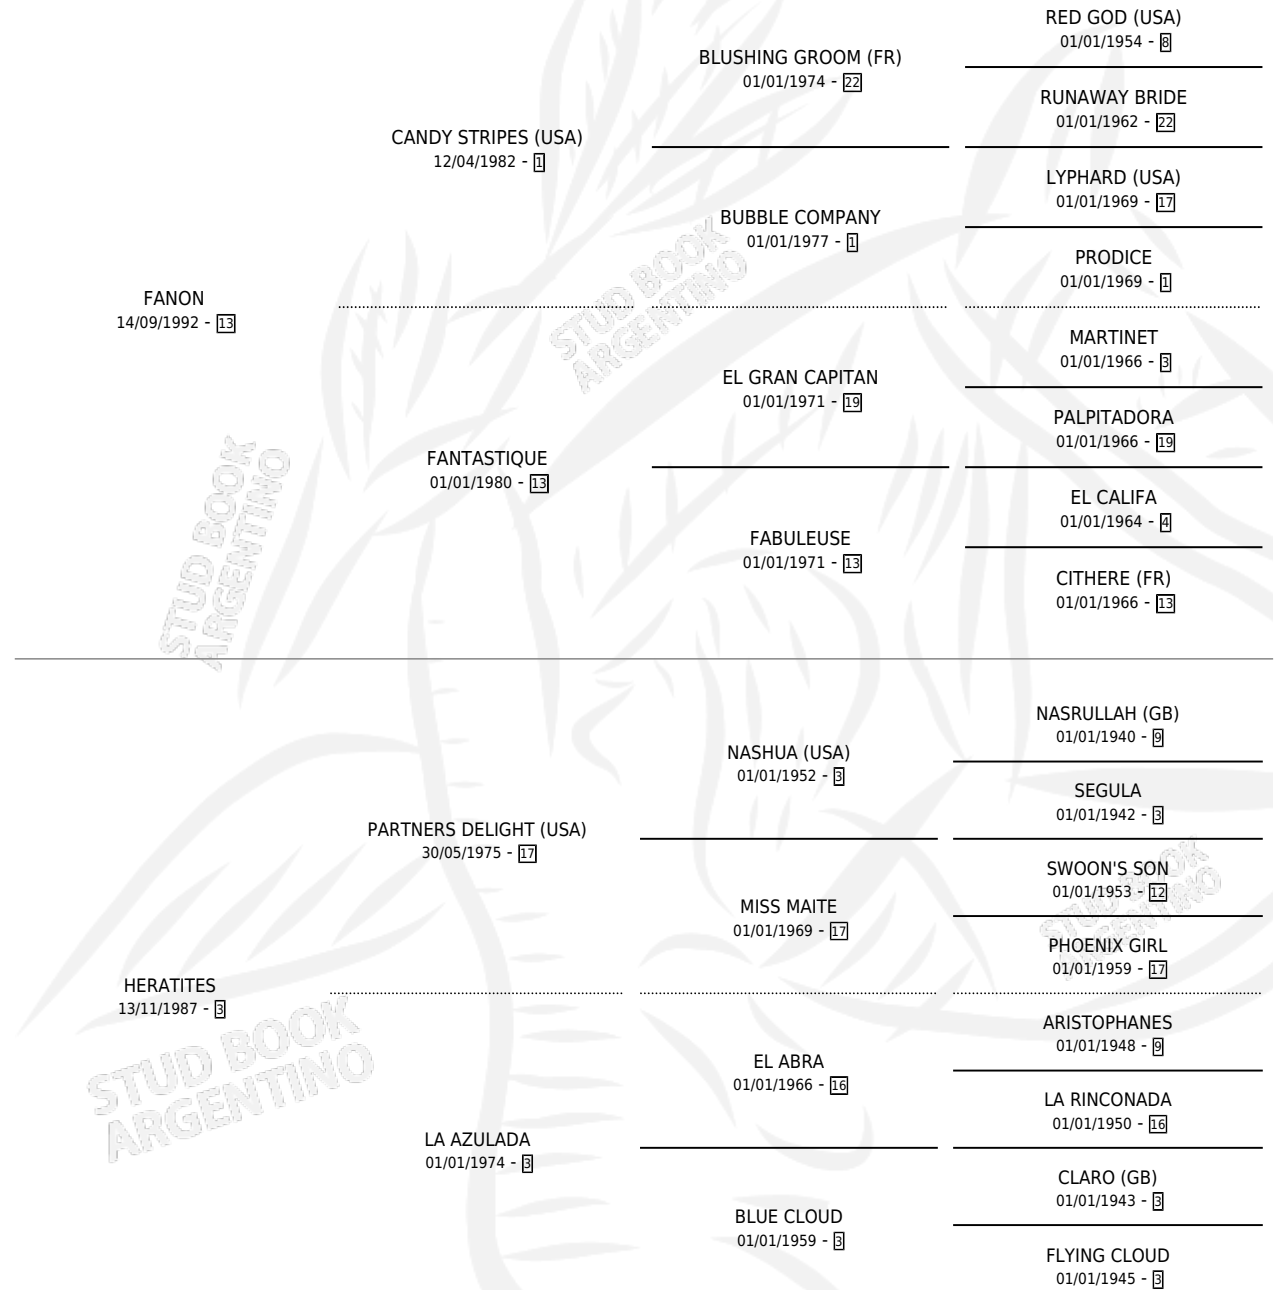 RED GOD (USA)
01/01/1954 - 8
BLUSHING GROOM (FR)
01/01/1974 - 22
RUNAWAY BRIDE
01/01/1962 - 22
CANDY STRIPES (USA)
12/04/1982 - 1
LYPHARD (USA)
01/01/1969 - 17
BUBBLE COMPANY
01/01/1977 - 1
PRODICE
01/01/1969 - 1
FANON
14/09/1992 - 13
STUD BOOK
ARGENTINO
MARTINET
01/01/1966 - 3
EL GRAN CAPITAN
01/01/1971 - 19
PALPITADORA
01/01/1966 - 19
FANTASTIQUE
01/01/1980 - 13
EL CALIFA
01/01/1964 - 4
FABULEUSE
01/01/1971 - 13
CITHERE (FR)
01/01/1966 - 13
STUD BOOK
ARGENTINO
NASRULLAH (GB)
01/01/1940 - 9
NASHUA (USA)
01/01/1952 - 3
SEGULA
01/01/1942 - 3
PARTNERS DELIGHT (USA)
30/05/1975 - 17
SWOON'S SON
01/01/1953 - 12
MISS MAITE
01/01/1969 - 17
PHOENIX GIRL
01/01/1959 - 17
STUD BOOK
ARGENTINO
HERATITES
13/11/1987 - 3
ARISTOPHANES
01/01/1948 - 9
EL ABRA
01/01/1966 - 16
LA RINCONADA
01/01/1950 - 16
STUD BOOK
ARGENTINO
LA AZULADA
01/01/1974 - 3
CLARO (GB)
01/01/1943 - 3
BLUE CLOUD
01/01/1959 - 3
FLYING CLOUD
01/01/1945 - 3